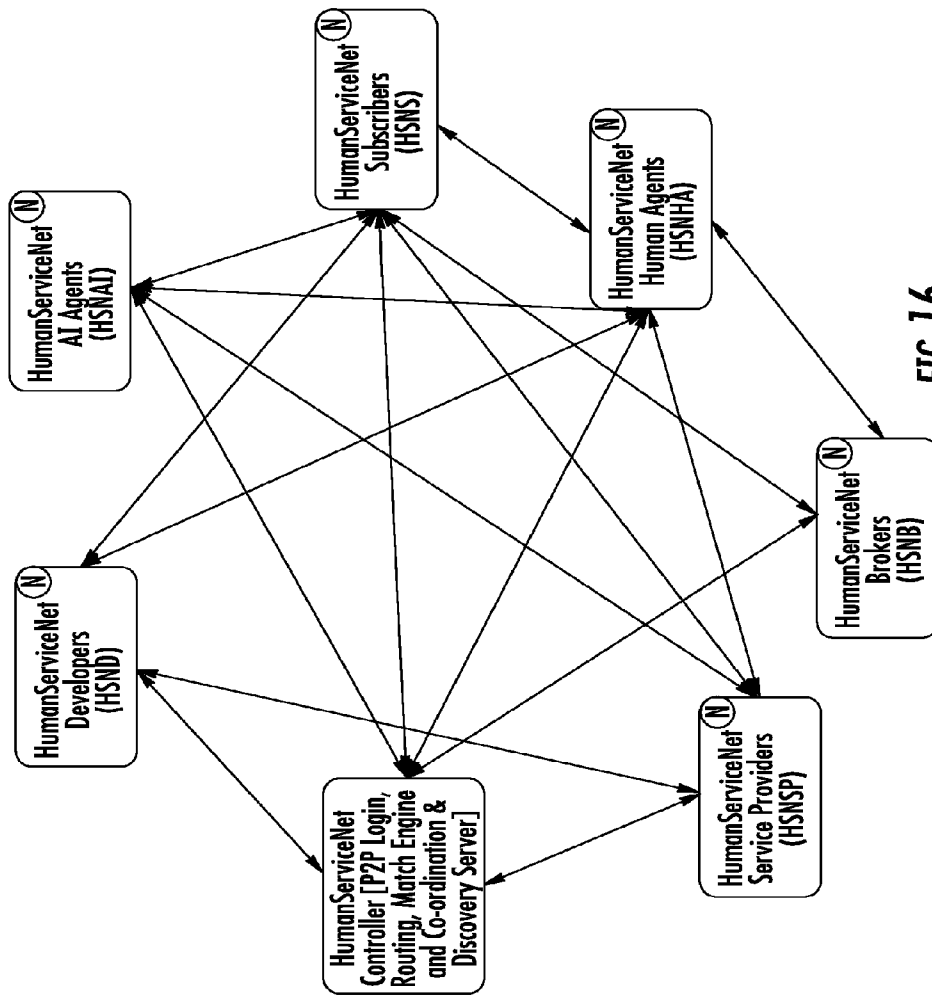 N
HumanServiceNet
Developers
(HSND)
N
HumanServiceNet
AI Agents
(HSNAI)
HumanServiceNet
Controller [P2P Login,
Routing, Match Engine
and Co-ordination &
Discovery Server]
N
HumanServiceNet
Subscribers
(HSNS)
N
HumanServiceNet
Human Agents
(HSNHA)
N
HumanServiceNet
Service Providers
(HSNSP)
N
HumanServiceNet
Brokers
(HSNB)
FIG. 16